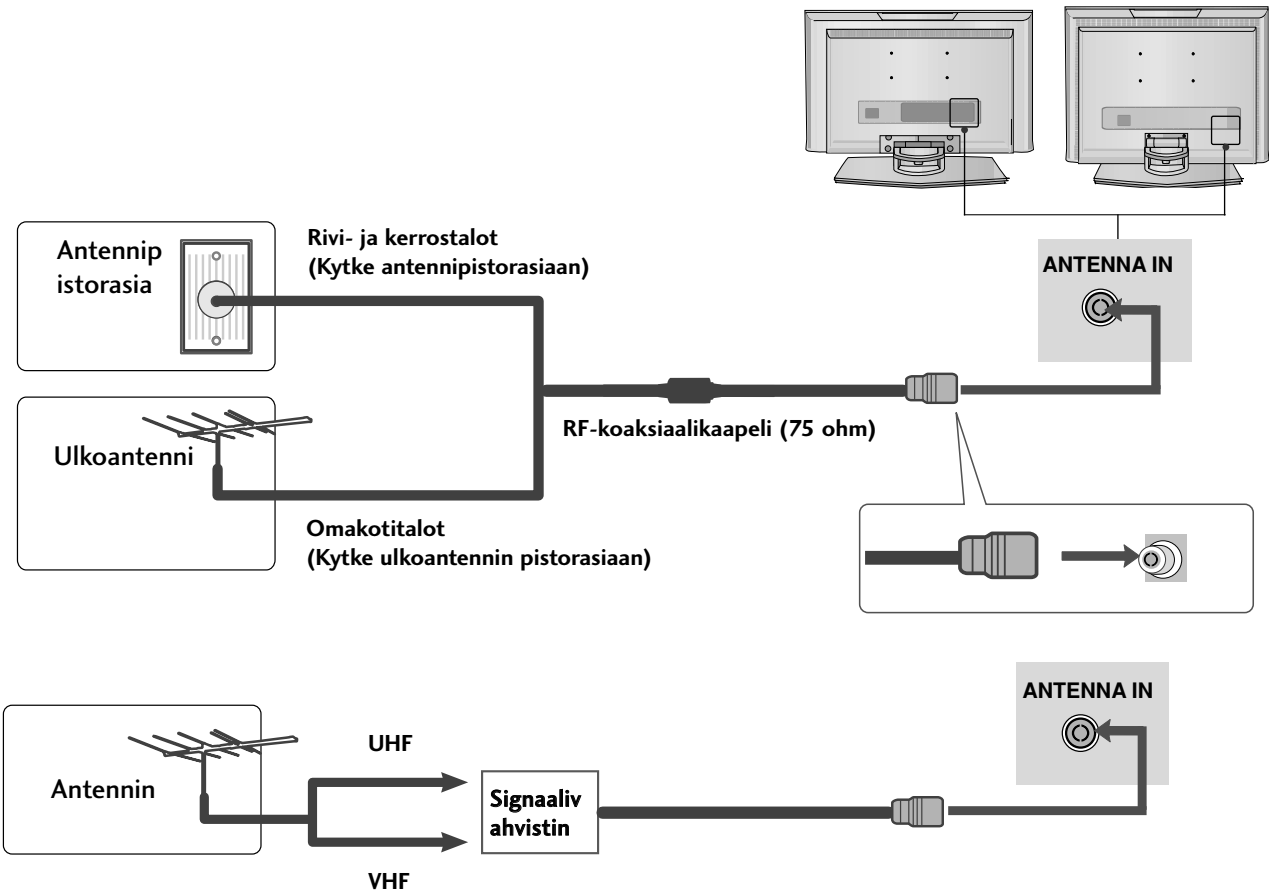 Antennip
istorasia
Rivi- ja kerrostalot
(Kytke antennipistorasiaan)
ANTENNA IN
Ulkoantenni
RF-koaksiaalikaapeli (75 ohm)
Omakotitalot
(Kytke ulkoantennin pistorasiaan)
ANTENNA IN
Antennin
UHF
Signaaliv
ahvistin
VHF